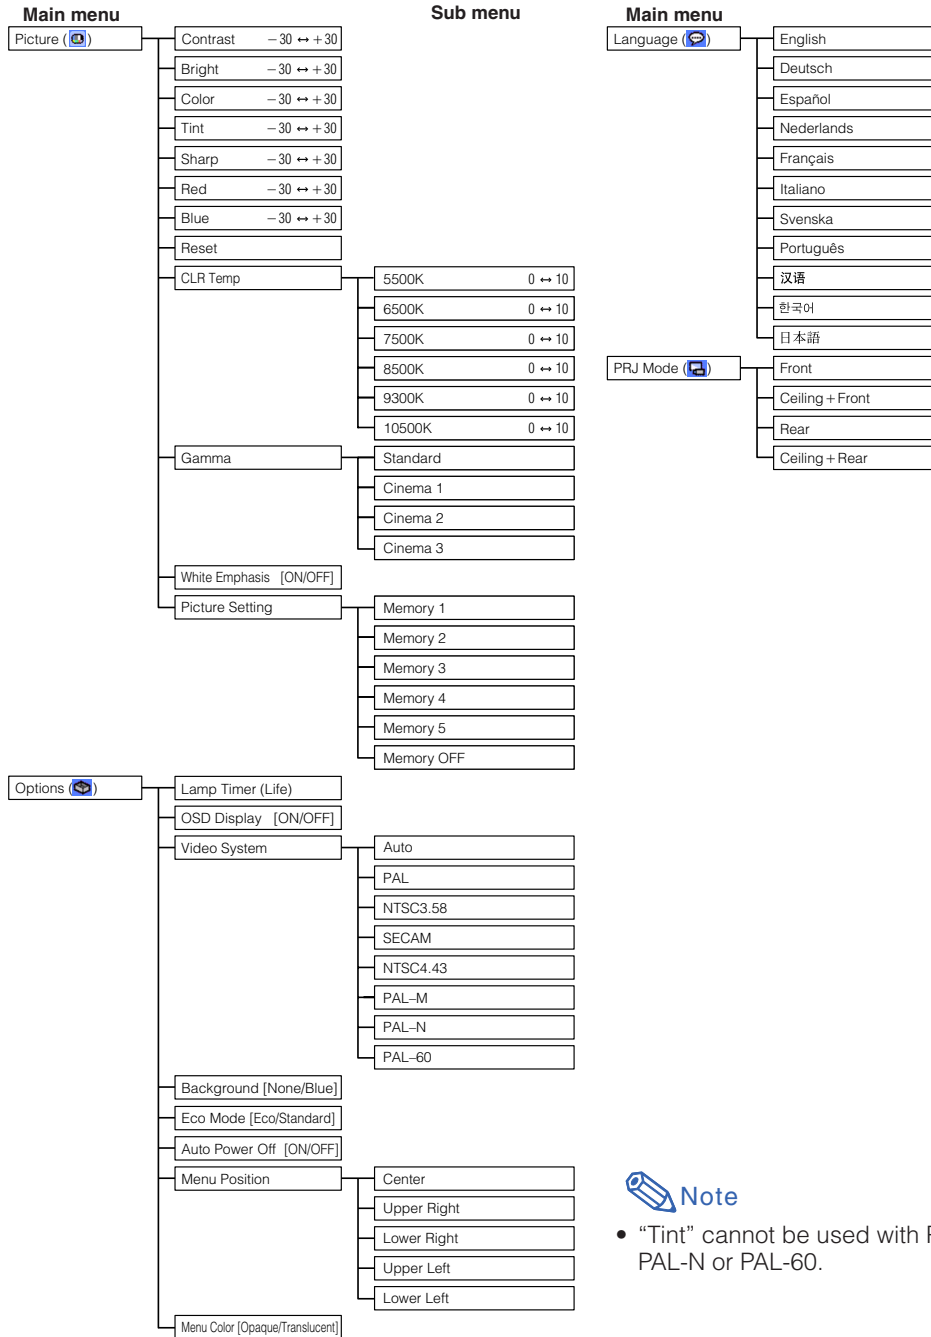 Main menu
Picture ( )
Contrast −30 ↔ +30
Bright −30 ↔ +30
Color −30 ↔ +30
Tint −30 ↔ +30
Sharp −30 ↔ +30
Red −30 ↔ +30
Blue −30 ↔ +30
Reset
CLR Temp
Sub menu
5500K 0 ↔ 10
6500K 0 ↔ 10
7500K 0 ↔ 10
8500K 0 ↔ 10
9300K 0 ↔ 10
10500K 0 ↔ 10
Gamma
Standard
Cinema 1
Cinema 2
Cinema 3
White Emphasis [ON/OFF]
Picture Setting
Memory 1
Memory 2
Memory 3
Memory 4
Memory 5
Memory OFF
Options ( )
Lamp Timer (Life)
OSD Display [ON/OFF]
Video System
Auto
PAL
NTSC3.58
SECAM
NTSC4.43
PAL–M
PAL–N
PAL–60
Background [None/Blue]
Eco Mode [Eco/Standard]
Auto Power Off [ON/OFF]
Menu Position
Center
Upper Right
Lower Right
Upper Left
Lower Left
Menu Color [Opaque/Translucent]
Main menu
Language ( )
English
Deutsch
Español
Nederlands
Français
Italiano
Svenska
Português
汉语
한국어
日本語
PRJ Mode ( )
Front
Ceiling + Front
Rear
Ceiling + Rear
Note
• “Tint” cannot be used with
PAL-N or PAL-60.